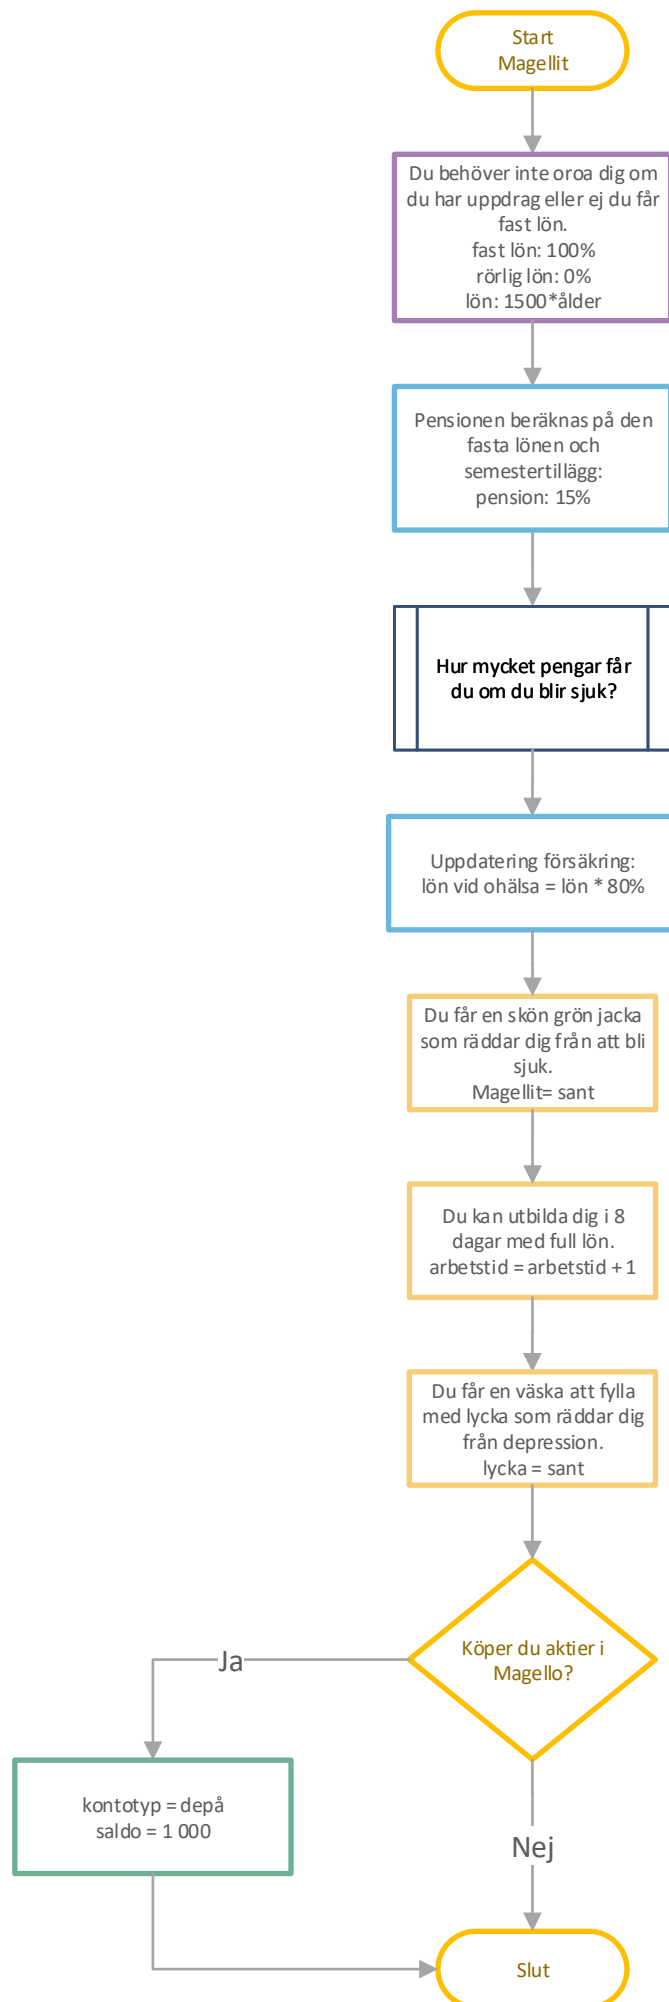 Start
Magellit
Du behöver inte oroa dig om
du har uppdrag eller ej du får
fast lön.
fast lön: 100%
rörlig lön: 0%
lön: 1500*ålder
Pensionen beräknas på den
fasta lönen och
semestertillägg:
pension: 15%
Hur mycket pengar får
du om du blir sjuk?
Uppdatering försäkring:
lön vid ohälsa = lön * 80%
Du får en skön grön jacka
som räddar dig från att bli
sjuk.
Magellit= sant
Du kan utbilda dig i 8
dagar med full lön.
arbetstid = arbetstid + 1
Du får en väska att fylla
med lycka som räddar dig
från depression.
lycka = sant
Köper du aktier i
Magello?
Ja
kontotyp = depå
saldo = 1 000
Nej
Slut